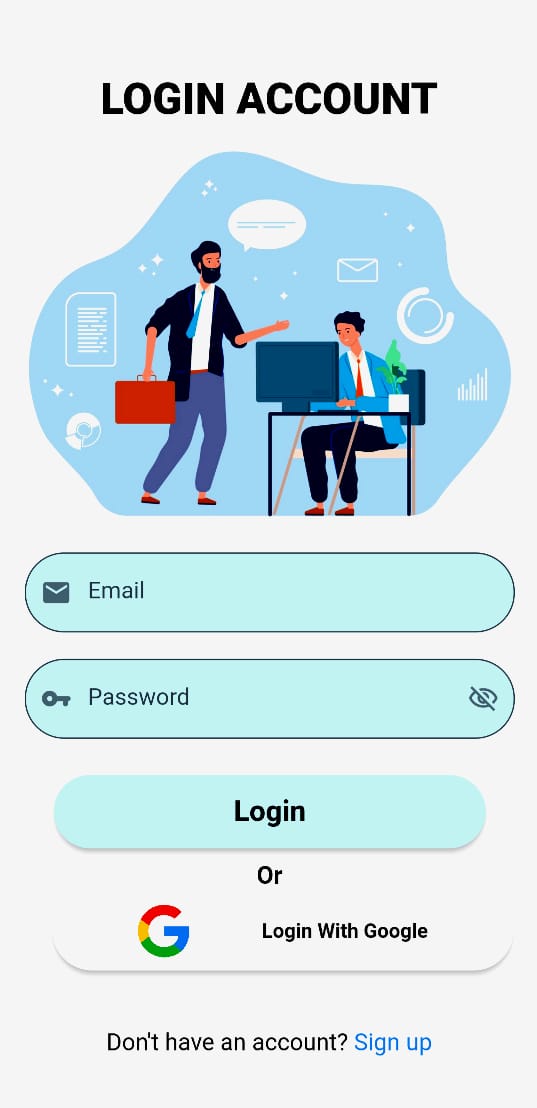 LOGIN ACCOUNT
Email
Password
Login
Or
Login With Google
Don't have an account? Sign up